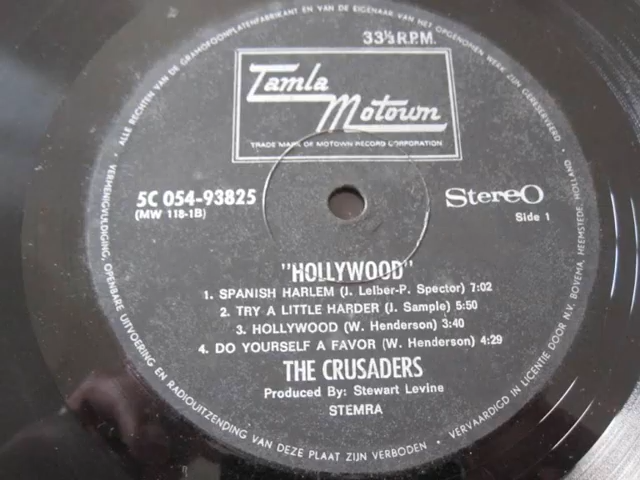 ALLE RECHTEN VAN DE GRAMOFOONPLATENFABRIKANT EN VAN DE EIGENAAR VAN HET OPGENOMEN WERK ZIJN GERESERVEERD
33⅓ R.P.M.
Tamla
Motown
TRADE MARK OF MOTOWN RECORD CORPORATION
5C 054-93825
(MW 118-1B)
Stereo
Side 1
"HOLLYWOOD"
1. SPANISH HARLEM (J. Leiber-P. Spector) 7:02
2. TRY A LITTLE HARDER (J. Sample) 5:50
3. HOLLYWOOD (W. Henderson) 3:40
4. DO YOURSELF A FAVOR (W. Henderson) 4:29
THE CRUSADERS
Produced By: Stewart Levine
STEMRA
VERMENIGVULDIGING, OPENBARE UITVOERING EN RADIOUITZENDING VAN DEZE PLAAT ZIJN VERBODEN • VERVAARDIGD IN LICENTIE DOOR N.V. BOVEMA, HEEMSTEDE, HOLLAND